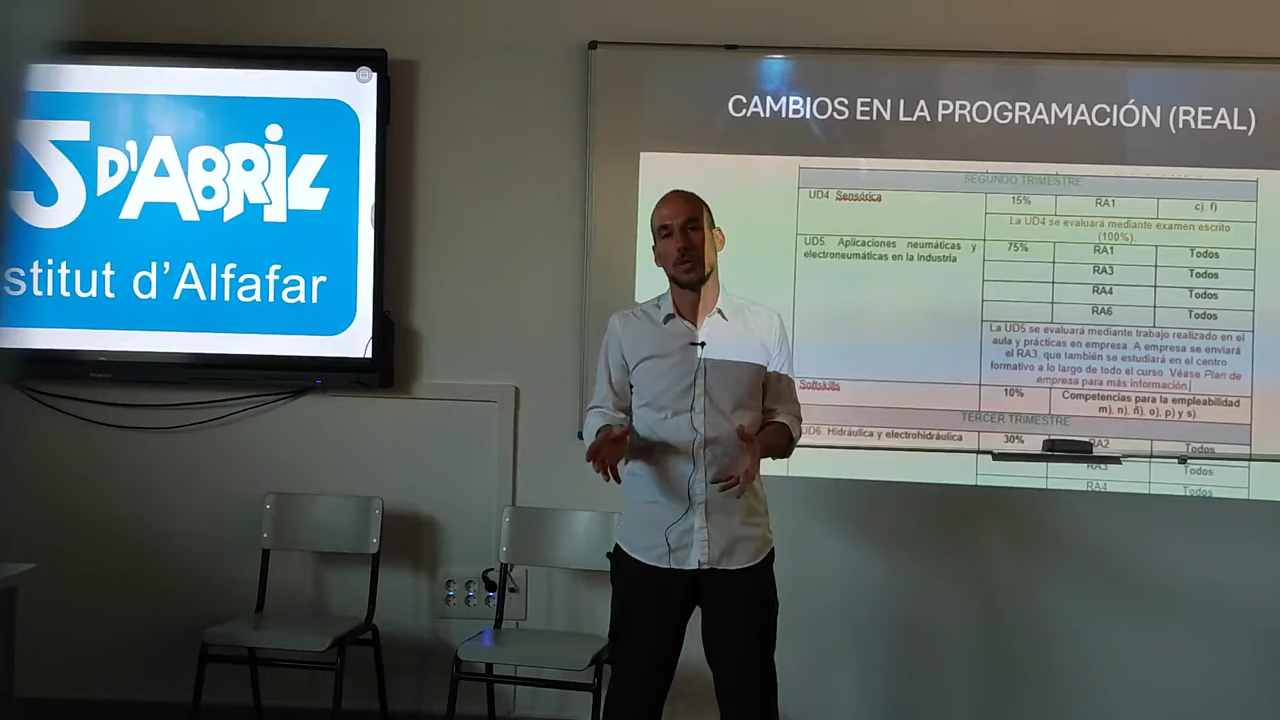 5 D'ABRIL
stitut d'Alfafar
CAMBIOS EN LA PROGRAMACIÓN (REAL)
SEGUNDO TRIMESTRE
UD4 Sensórica 15% RA1 c). f)
La UD4 se evaluará mediante examen escrito
(100%).
UD5. Aplicaciones neumáticas y
electroneumáticas en la industria
75% RA1 Todos
RA3 Todos
RA4 Todos
RA6 Todos
La UD5 se evaluará mediante trabajo realizado en el
aula y prácticas en empresa. A empresa se enviará
el RA3, que también se estudiará en el centro
formativo a lo largo de todo el curso. Véase Plan de
empresa para más información.
Softskills 10% Competencias para la empleabilidad
m), n), ñ), o), p) y s)
TERCER TRIMESTRE
UD6. Hidráulica y electrohidráulica 30% RA2 Todos
RA3 Todos
RA4 Todos